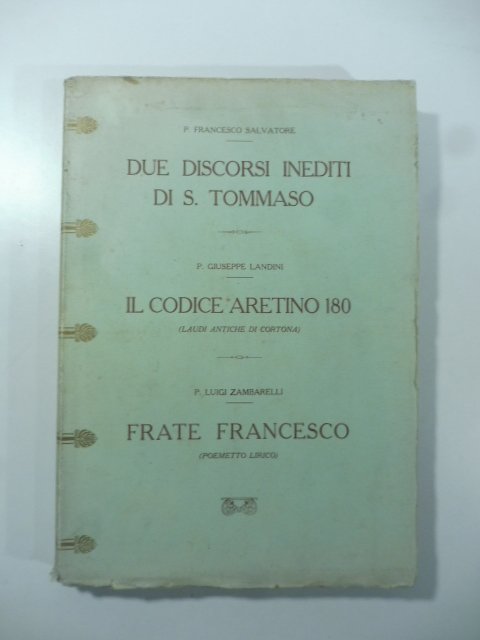 P. FRANCESCO SALVATORE
DUE DISCORSI INEDITI
DI S. TOMMASO
P. GIUSEPPE LANDINI
IL CODICE ARETINO 180
(LAUDI ANTICHE DI CORTONA)
P. LUIGI ZAMBARELLI
FRATE FRANCESCO
(POEMETTO LIRICO)